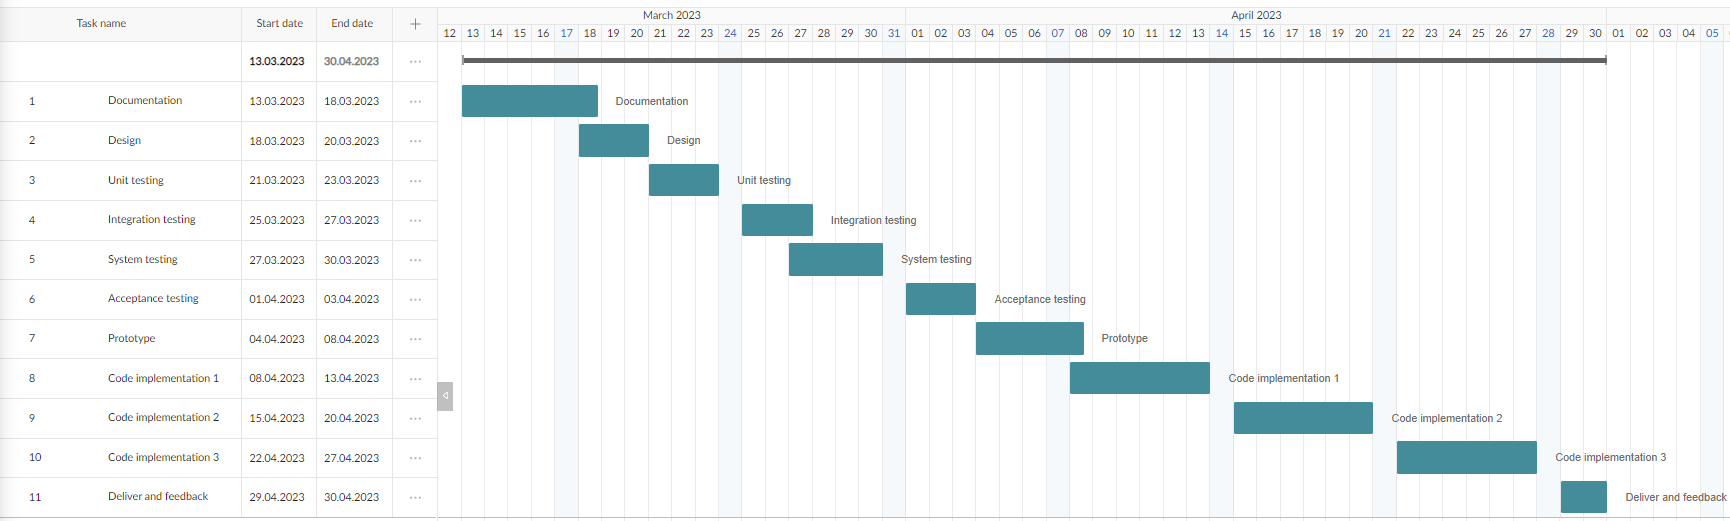 Task name Start date End date + March 2023 April 2023
12 13 14 15 16 17 18 19 20 21 22 23 24 25 26 27 28 29 30 31 01 02 03 04 05 06 07 08 09 10 11 12 13 14 15 16 17 18 19 20 21 22 23 24 25 26 27 28 29 30 01 02 03 04 05
13.03.2023 30.04.2023 ...
1 Documentation 13.03.2023 18.03.2023 ... Documentation
2 Design 18.03.2023 20.03.2023 ... Design
3 Unit testing 21.03.2023 23.03.2023 ... Unit testing
4 Integration testing 25.03.2023 27.03.2023 ... Integration testing
5 System testing 27.03.2023 30.03.2023 ... System testing
6 Acceptance testing 01.04.2023 03.04.2023 ... Acceptance testing
7 Prototype 04.04.2023 08.04.2023 ... Prototype
8 Code implementation 1 08.04.2023 13.04.2023 ... Code implementation 1
9 Code implementation 2 15.04.2023 20.04.2023 ... Code implementation 2
10 Code implementation 3 22.04.2023 27.04.2023 ... Code implementation 3
11 Deliver and feedback 29.04.2023 30.04.2023 ... Deliver and feedback